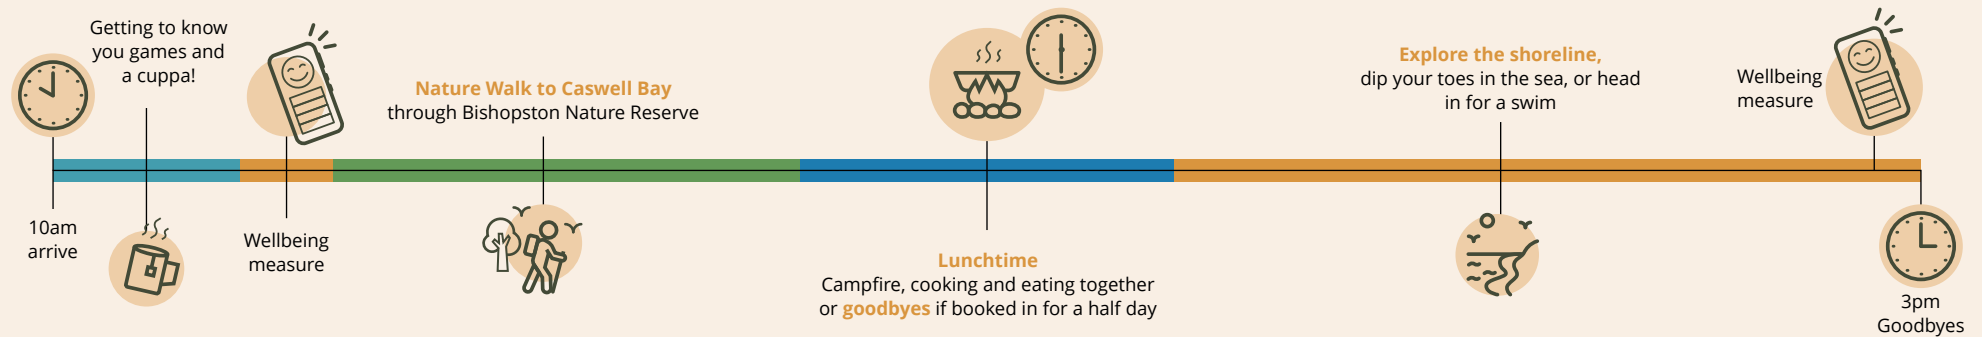 10am
arrive
Getting to know
you games and
a cuppa!
Wellbeing
measure
Nature Walk to Caswell Bay
through Bishopston Nature Reserve
Lunchtime
Campfire, cooking and eating together
or goodbyes if booked in for a half day
Explore the shoreline,
dip your toes in the sea, or head
in for a swim
Wellbeing
measure
3pm
Goodbyes